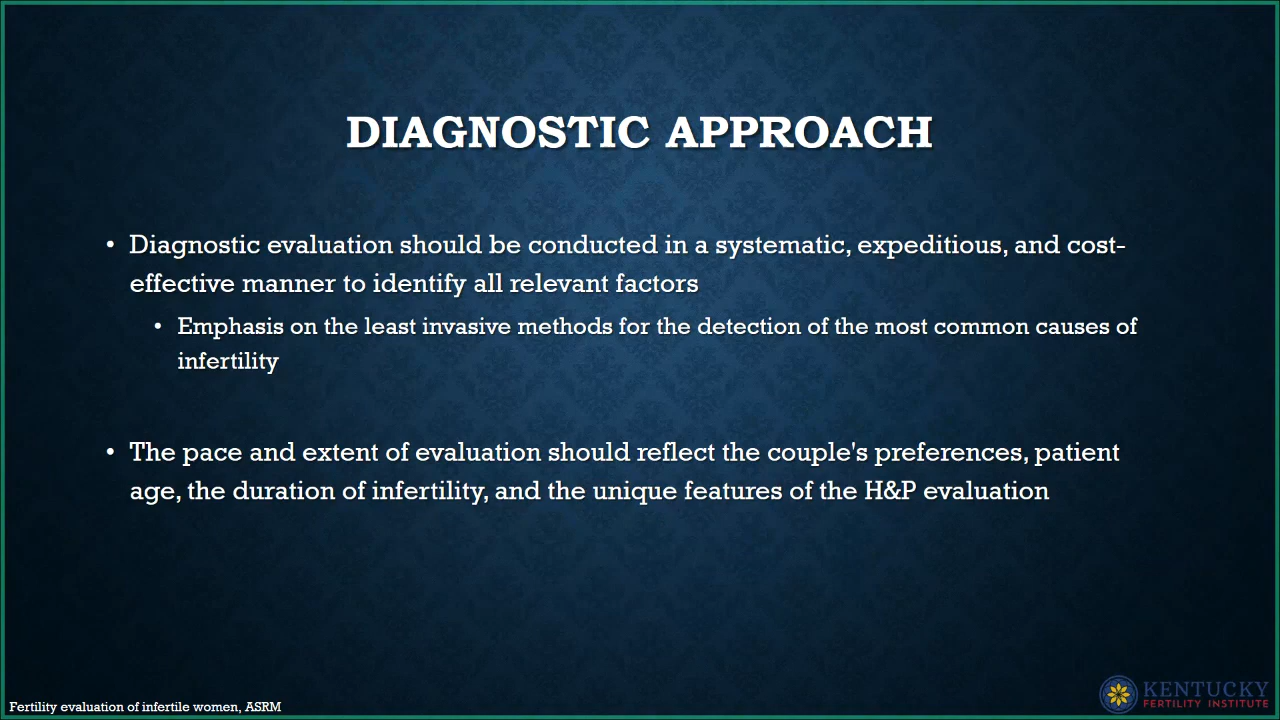 DIAGNOSTIC APPROACH
• Diagnostic evaluation should be conducted in a systematic, expeditious, and cost-
effective manner to identify all relevant factors
• Emphasis on the least invasive methods for the detection of the most common causes of
infertility
• The pace and extent of evaluation should reflect the couple's preferences, patient
age, the duration of infertility, and the unique features of the H&P evaluation
Fertility evaluation of infertile women, ASRM
KENTUCKY
FERTILITY INSTITUTE